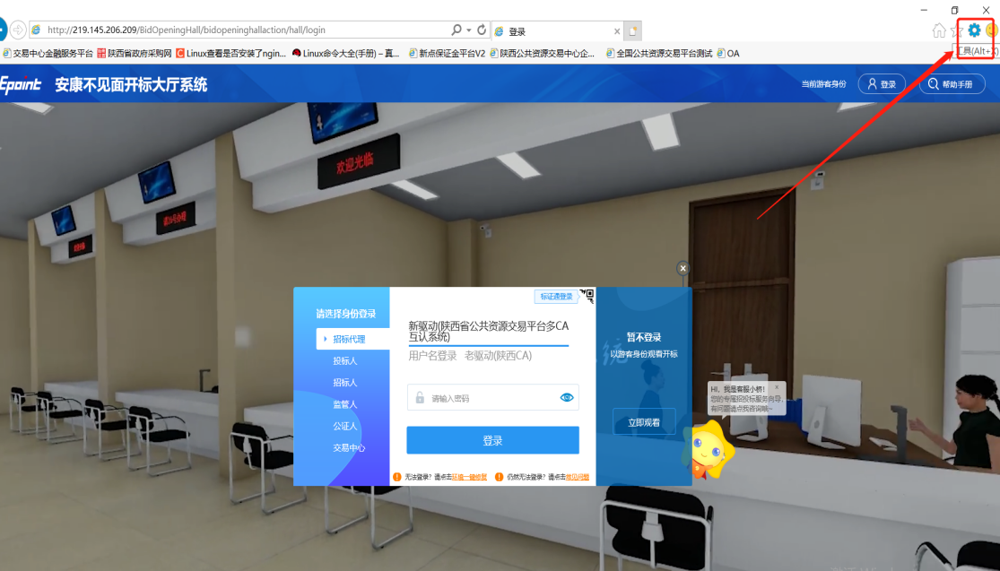 http://219.145.206.209/BidOpeningHall/bidopeninghallaction/hall/login
登录
交易中心金融服务平台 陕西省政府采购网 Linux查看是否安装了ngin... Linux命令大全(手册) – 真... 新点保证金平台V2 陕西公共资源交易中心企... 全国公共资源交易平台测试 OA
工具(Alt+X)
Epoint 安康不见面开标大厅系统
当前游客身份 登录 帮助手册
欢迎光临
标证通登录
请选择身份登录
招标代理
投标人
招标人
监管人
公证人
交易中心
新驱动(陕西省公共资源交易平台多CA
互认系统)
用户名登录 老驱动(陕西CA)
请输入密码
登录
无法登录？请点击环境一键修复 仍然无法登录？请点击常见问题
暂不登录
以游客身份观看开标
立即观看
HI，我是客服小桥！
您的专属招投标服务向导，
有问题请点我咨询哦~